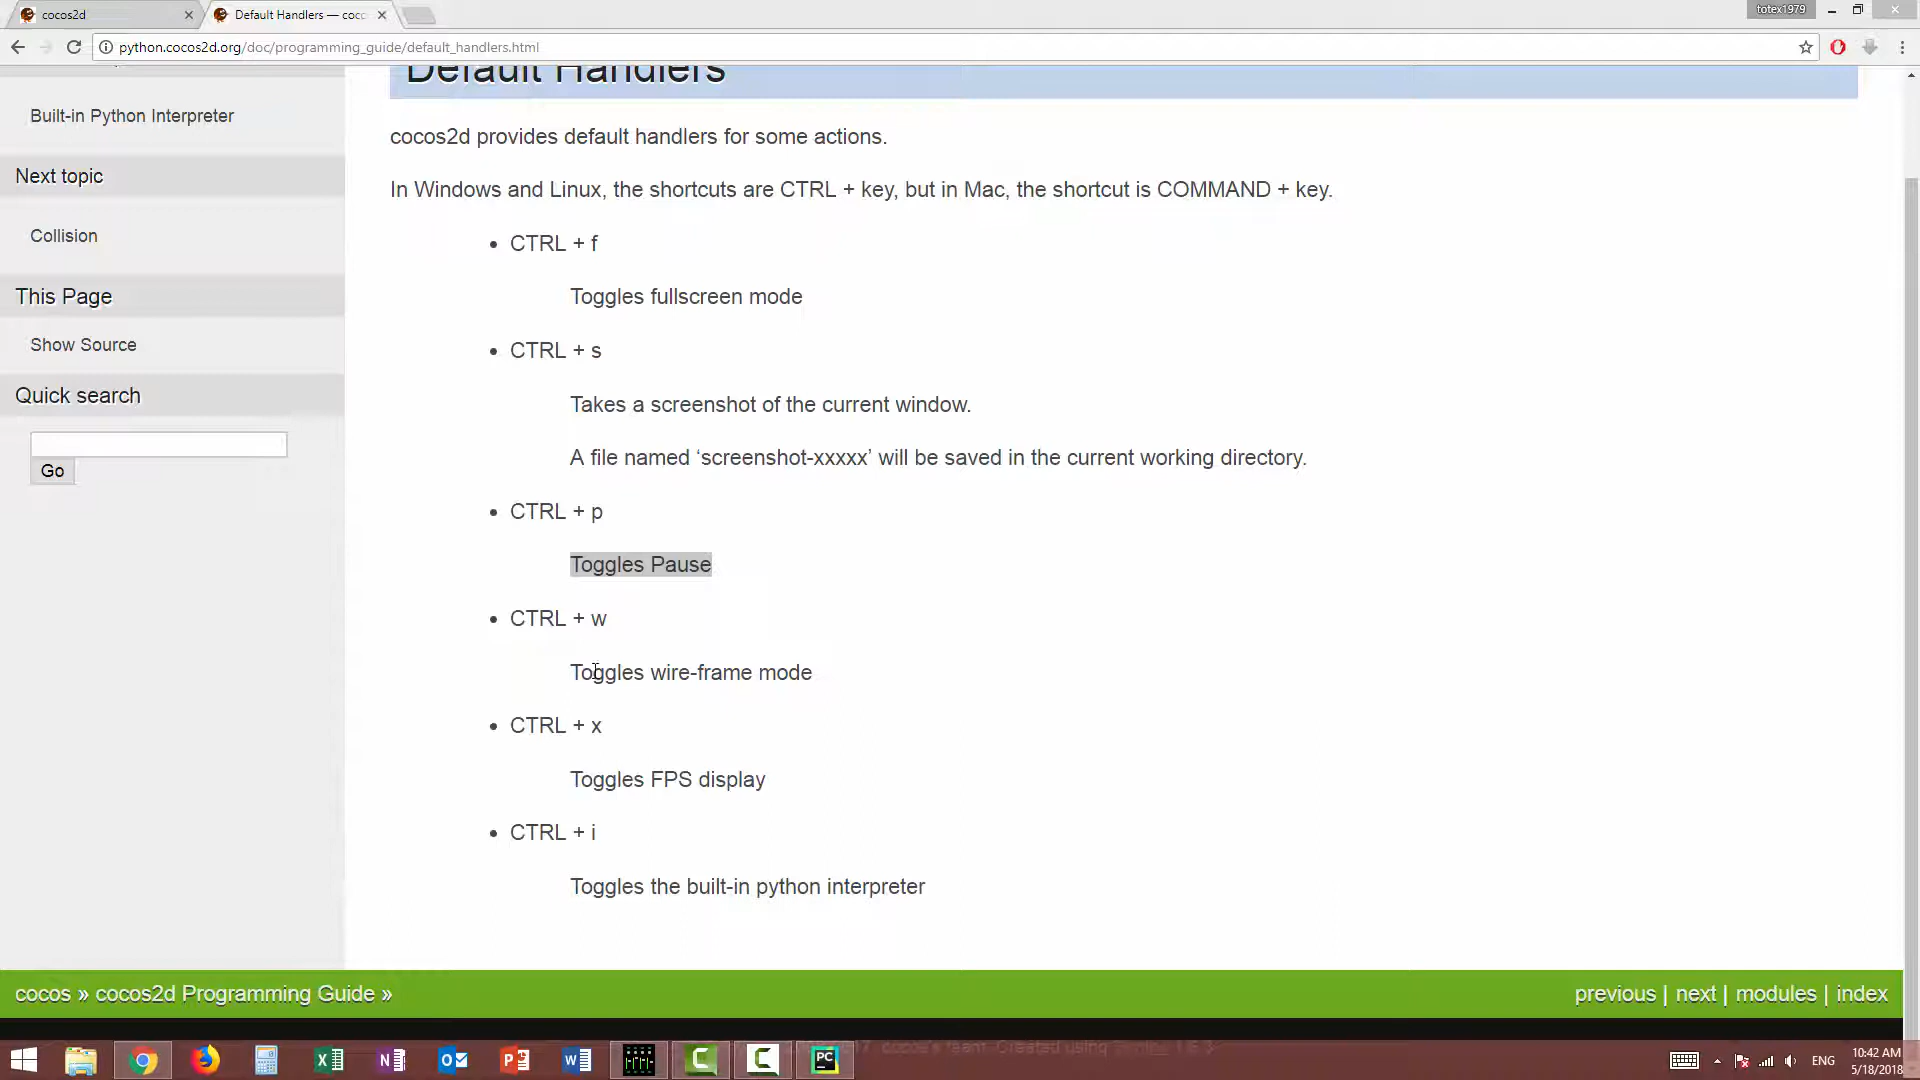 cocos2d
Default Handlers — coc
totex1979
python.cocos2d.org/doc/programming_guide/default_handlers.html
Default Handlers
Built-in Python Interpreter
Next topic
Collision
This Page
Show Source
Quick search
Go
cocos2d provides default handlers for some actions.
In Windows and Linux, the shortcuts are CTRL + key, but in Mac, the shortcut is COMMAND + key.
• CTRL + f
Toggles fullscreen mode
• CTRL + s
Takes a screenshot of the current window.
A file named ‘screenshot-xxxxx’ will be saved in the current working directory.
• CTRL + p
Toggles Pause
• CTRL + w
Toggles wire-frame mode
• CTRL + x
Toggles FPS display
• CTRL + i
Toggles the built-in python interpreter
cocos » cocos2d Programming Guide »
previous | next | modules | index
ENG
10:42 AM
5/18/2018